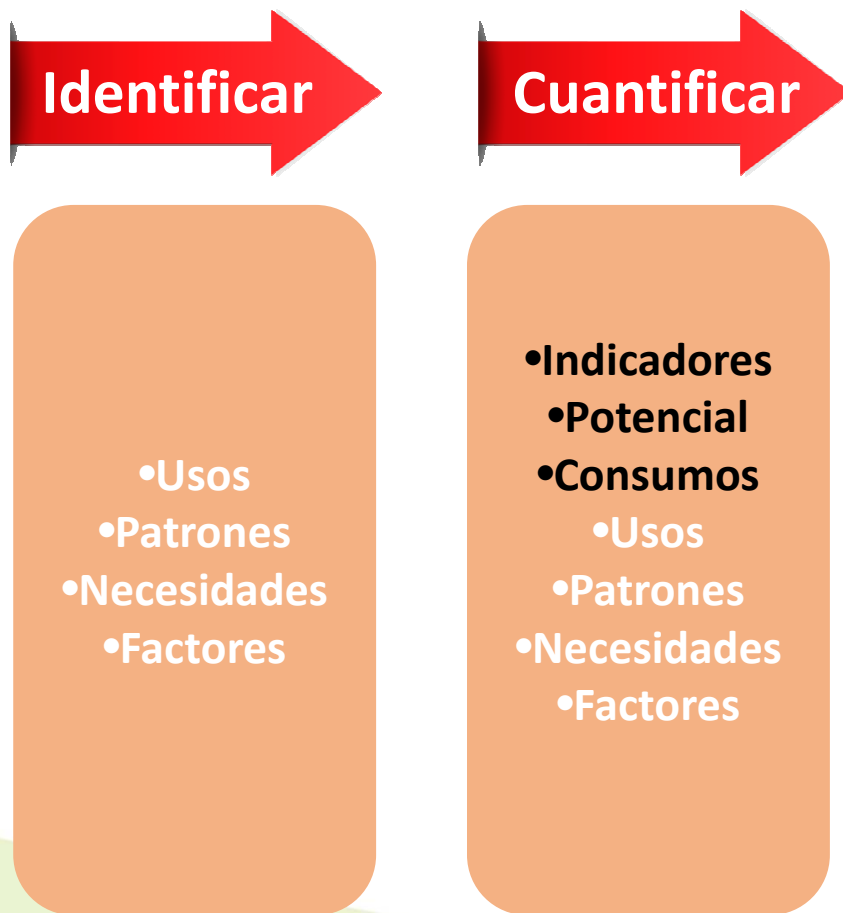 Identificar
•Usos
•Patrones
•Necesidades
•Factores
Cuantificar
•Indicadores
•Potencial
•Consumos
•Usos
•Patrones
•Necesidades
•Factores